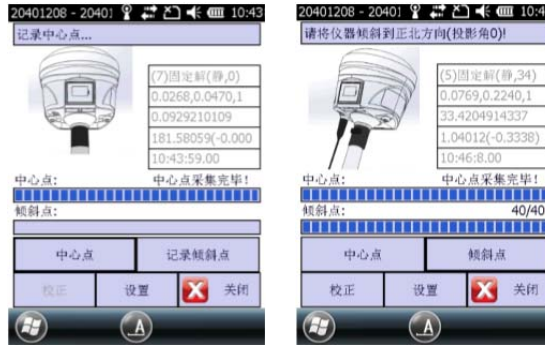 20401208 - 20401 10:43
记录中心点...
(7)固定解(静,0)
0.0268,0.0470,1
0.0929210109
181.58059(-0.000
10:43:59.00
中心点: 中心点采集完毕!
倾斜点:
中心点 记录倾斜点
校正 设置 X 关闭
A
20401208 - 20401 10:4
请将仪器倾斜到正北方向(投影角0)!
(5)固定解(静,34)
0.0769,0.2240,1
33.4204914337
1.04012(-0.3338)
10:46:8.00
中心点: 中心点采集完毕!
倾斜点: 40/40
中心点 倾斜点
校正 设置 X 关闭
A